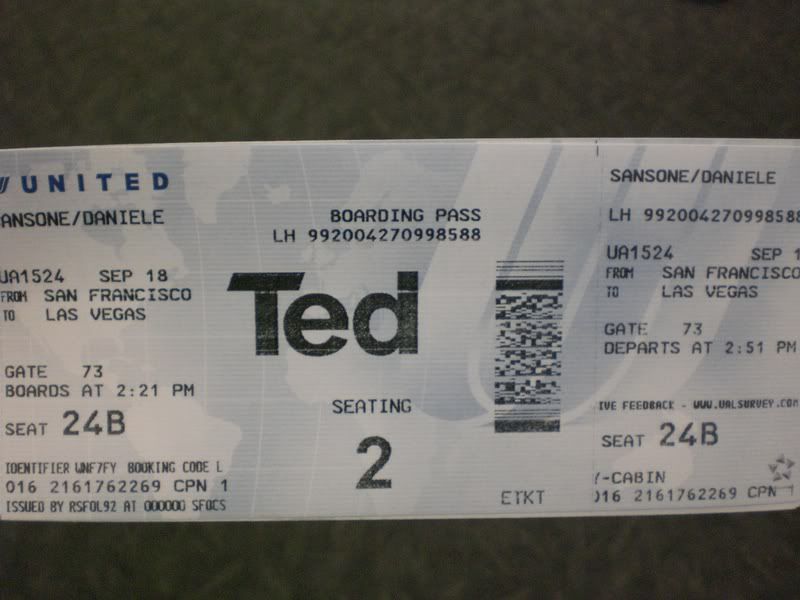 UNITED
ANSONE/DANIELE
BOARDING PASS
LH 992004270998588
UA1524 SEP 18
FROM SAN FRANCISCO
TO LAS VEGAS
Ted
GATE 73
BOARDS AT 2:21 PM
SEAT 24B
SEATING
2
IDENTIFIER WNF7FY BOOKING CODE L
016 2161762269 CPN 1
ISSUED BY RSFOL92 AT 000000 SFOCS
ETKT
SANSONE/DANIELE
LH 992004270998588
UA1524 SEP 1
FROM SAN FRANCISCO
TO LAS VEGAS
GATE 73
DEPARTS AT 2:51 PM
IVE FEEDBACK - WWW.UALSURVEY.COM
SEAT 24B
Y-CABIN
016 2161762269 CPN 1